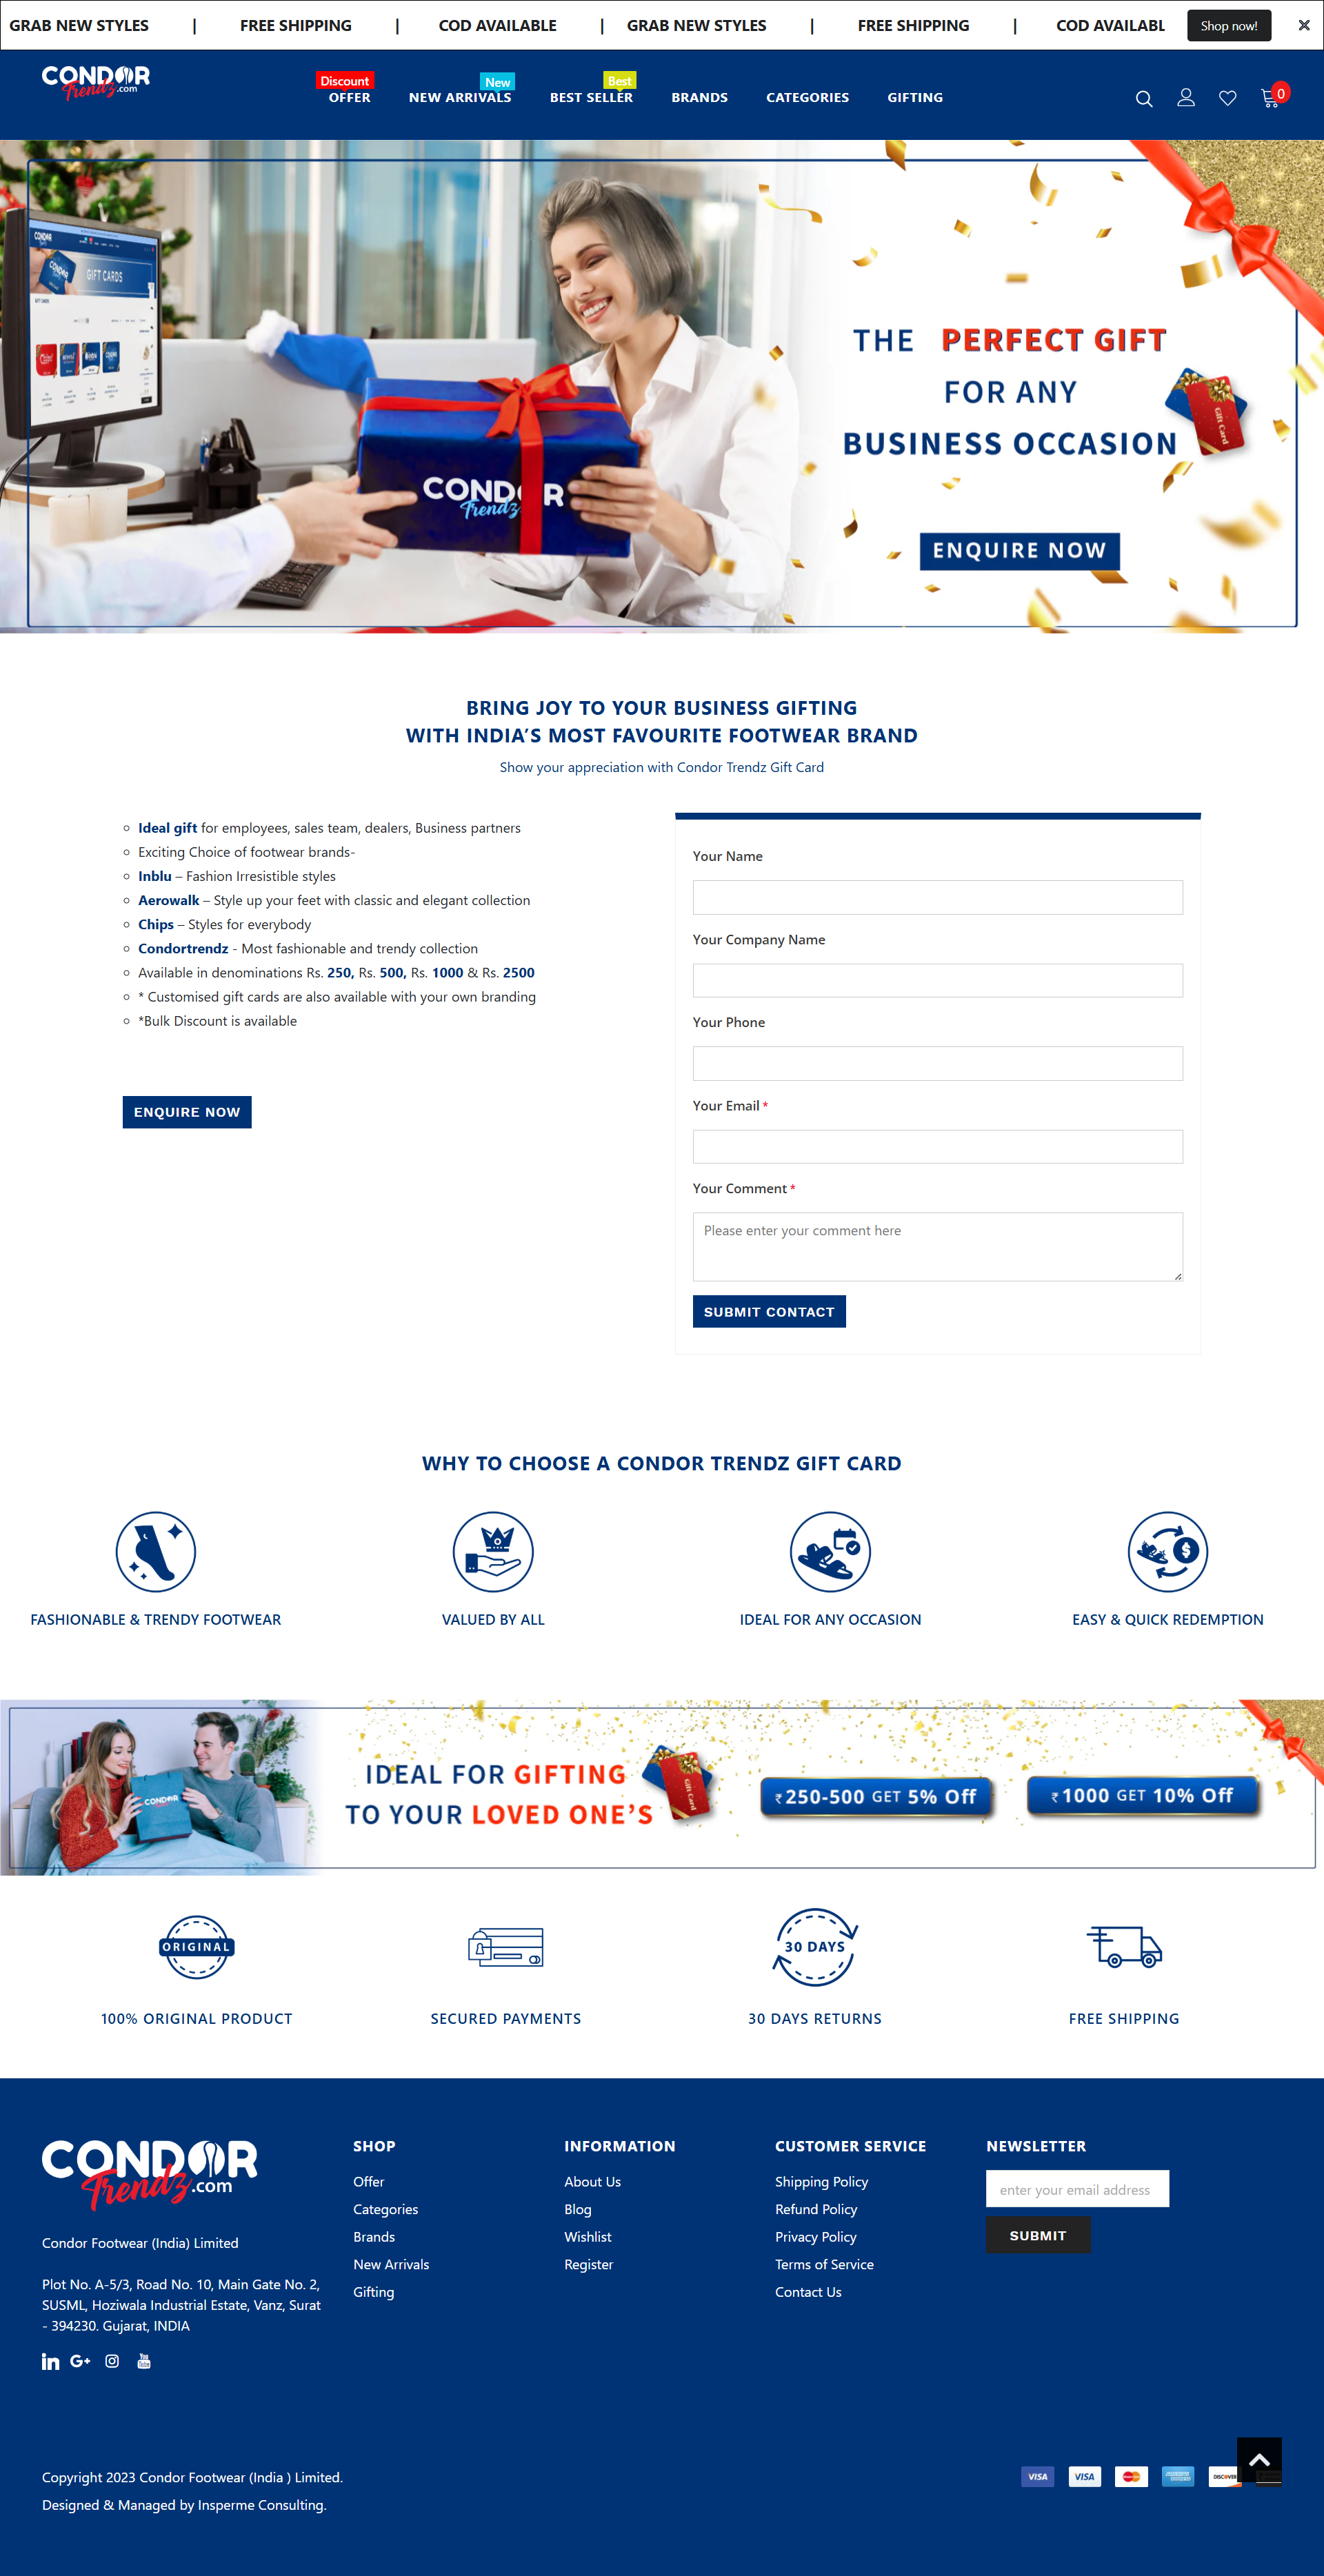 GRAB NEW STYLES | FREE SHIPPING | COD AVAILABLE | GRAB NEW STYLES | FREE SHIPPING | COD AVAILABL Shop now!
CONDOR
Trendz.com
Discount
New
Best
OFFER NEW ARRIVALS BEST SELLER BRANDS CATEGORIES GIFTING
0
CONDOR
GIFT CARDS
THE PERFECT GIFT
FOR ANY
BUSINESS OCCASION
Gift Card
ENQUIRE NOW
CONDOR
Trendz
BRING JOY TO YOUR BUSINESS GIFTING
WITH INDIA’S MOST FAVOURITE FOOTWEAR BRAND
Show your appreciation with Condor Trendz Gift Card
Ideal gift for employees, sales team, dealers, Business partners
Exciting Choice of footwear brands-
Inblu – Fashion Irresistible styles
Aerowalk – Style up your feet with classic and elegant collection
Chips – Styles for everybody
Condortrendz - Most fashionable and trendy collection
Available in denominations Rs. 250, Rs. 500, Rs. 1000 & Rs. 2500
* Customised gift cards are also available with your own branding
*Bulk Discount is available
ENQUIRE NOW
Your Name
Your Company Name
Your Phone
Your Email *
Your Comment *
Please enter your comment here
SUBMIT CONTACT
WHY TO CHOOSE A CONDOR TRENDZ GIFT CARD
FASHIONABLE & TRENDY FOOTWEAR
VALUED BY ALL
IDEAL FOR ANY OCCASION
EASY & QUICK REDEMPTION
CONDOR
IDEAL FOR GIFTING
TO YOUR LOVED ONE’S
Gift Card
₹ 250-500 GET 5% Off
₹ 1000 GET 10% Off
ORIGINAL
30 DAYS
100% ORIGINAL PRODUCT
SECURED PAYMENTS
30 DAYS RETURNS
FREE SHIPPING
CONDOR
Trendz.com
Condor Footwear (India) Limited
Plot No. A-5/3, Road No. 10, Main Gate No. 2,
SUSML, Hoziwala Industrial Estate, Vanz, Surat
- 394230. Gujarat, INDIA
SHOP
Offer
Categories
Brands
New Arrivals
Gifting
INFORMATION
About Us
Blog
Wishlist
Register
CUSTOMER SERVICE
Shipping Policy
Refund Policy
Privacy Policy
Terms of Service
Contact Us
NEWSLETTER
enter your email address
SUBMIT
Copyright 2023 Condor Footwear (India ) Limited.
Designed & Managed by Insperme Consulting.
VISA
VISA
DISCOVER